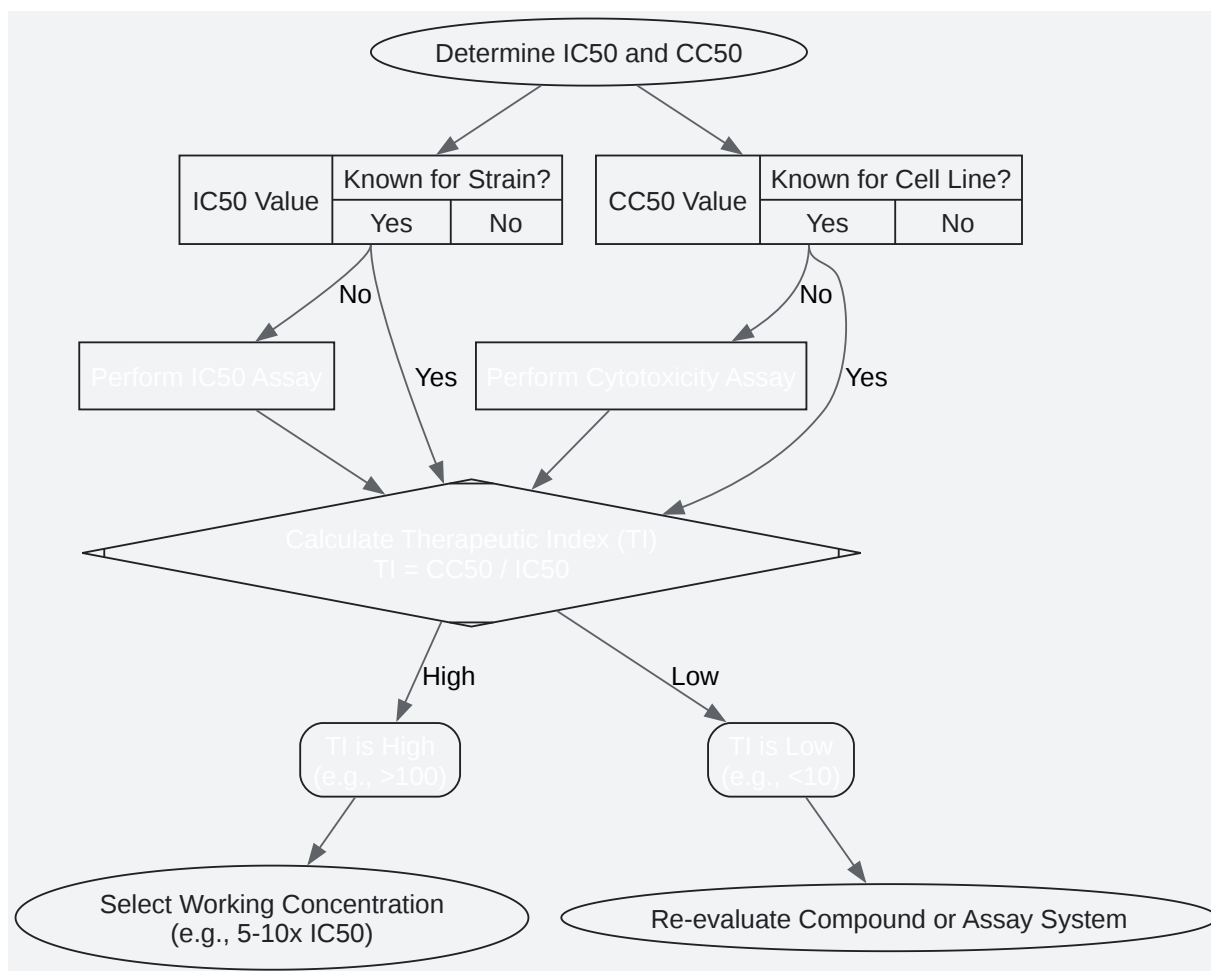 Determine IC50 and CC50
IC50 Value
Known for Strain?
Yes
No
CC50 Value
Known for Cell Line?
Yes
No
No
No
Perform IC50 Assay
Yes
Perform Cytotoxicity Assay
Yes
Calculate Therapeutic Index (TI)
TI = CC50 / IC50
High
Low
TI is High
(e.g., >100)
TI is Low
(e.g., <10)
Select Working Concentration
(e.g., 5-10x IC50)
Re-evaluate Compound or Assay System